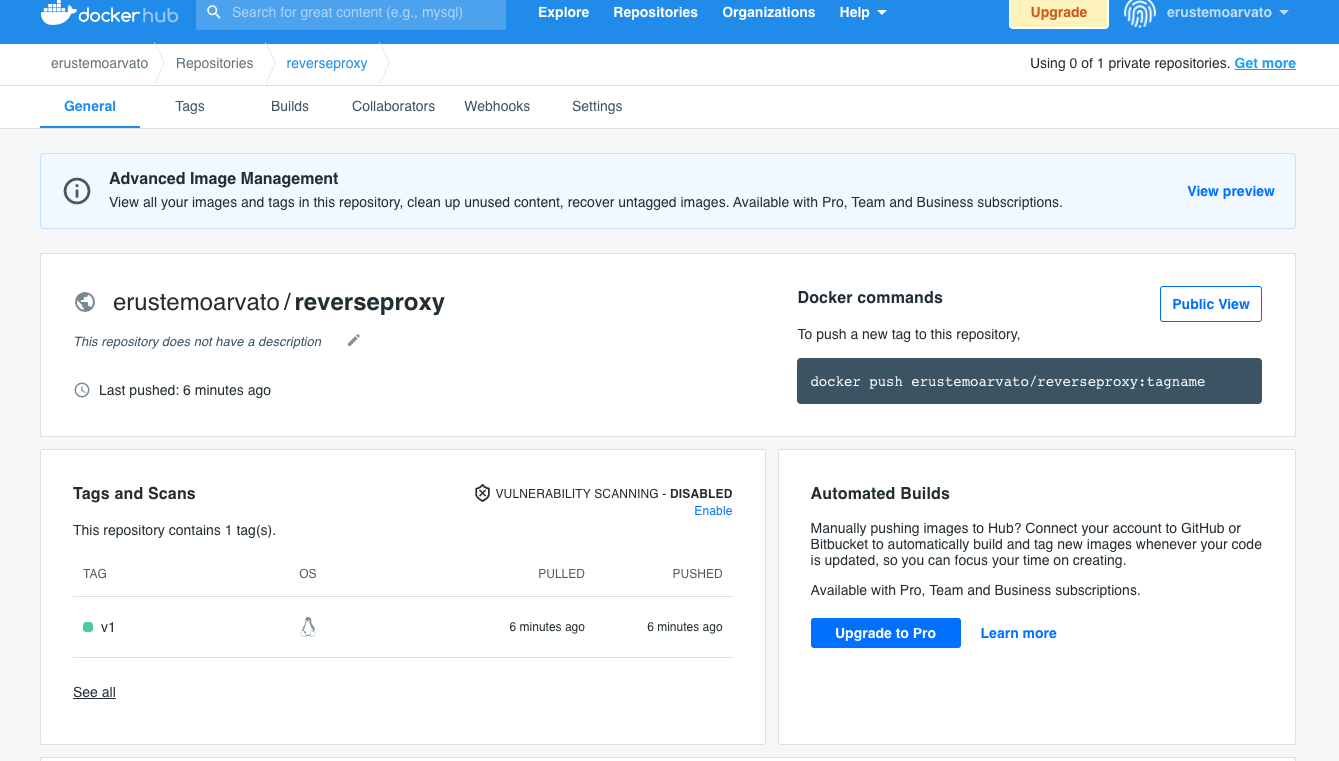 dockerhub
Search for great content (e.g., mysql)
Explore
Repositories
Organizations
Help
Upgrade
erustemoarvato
erustemoarvato
Repositories
reverseproxy
Using 0 of 1 private repositories. Get more
General
Tags
Builds
Collaborators
Webhooks
Settings
Advanced Image Management
View all your images and tags in this repository, clean up unused content, recover untagged images. Available with Pro, Team and Business subscriptions.
View preview
erustemoarvato / reverseproxy
This repository does not have a description
Last pushed: 6 minutes ago
Docker commands
Public View
To push a new tag to this repository,
docker push erustemoarvato/reverseproxy:tagname
Tags and Scans
VULNERABILITY SCANNING - DISABLED
Enable
This repository contains 1 tag(s).
TAG
OS
PULLED
PUSHED
v1
6 minutes ago
6 minutes ago
See all
Automated Builds
Manually pushing images to Hub? Connect your account to GitHub or
Bitbucket to automatically build and tag new images whenever your code
is updated, so you can focus your time on creating.
Available with Pro, Team and Business subscriptions.
Upgrade to Pro
Learn more